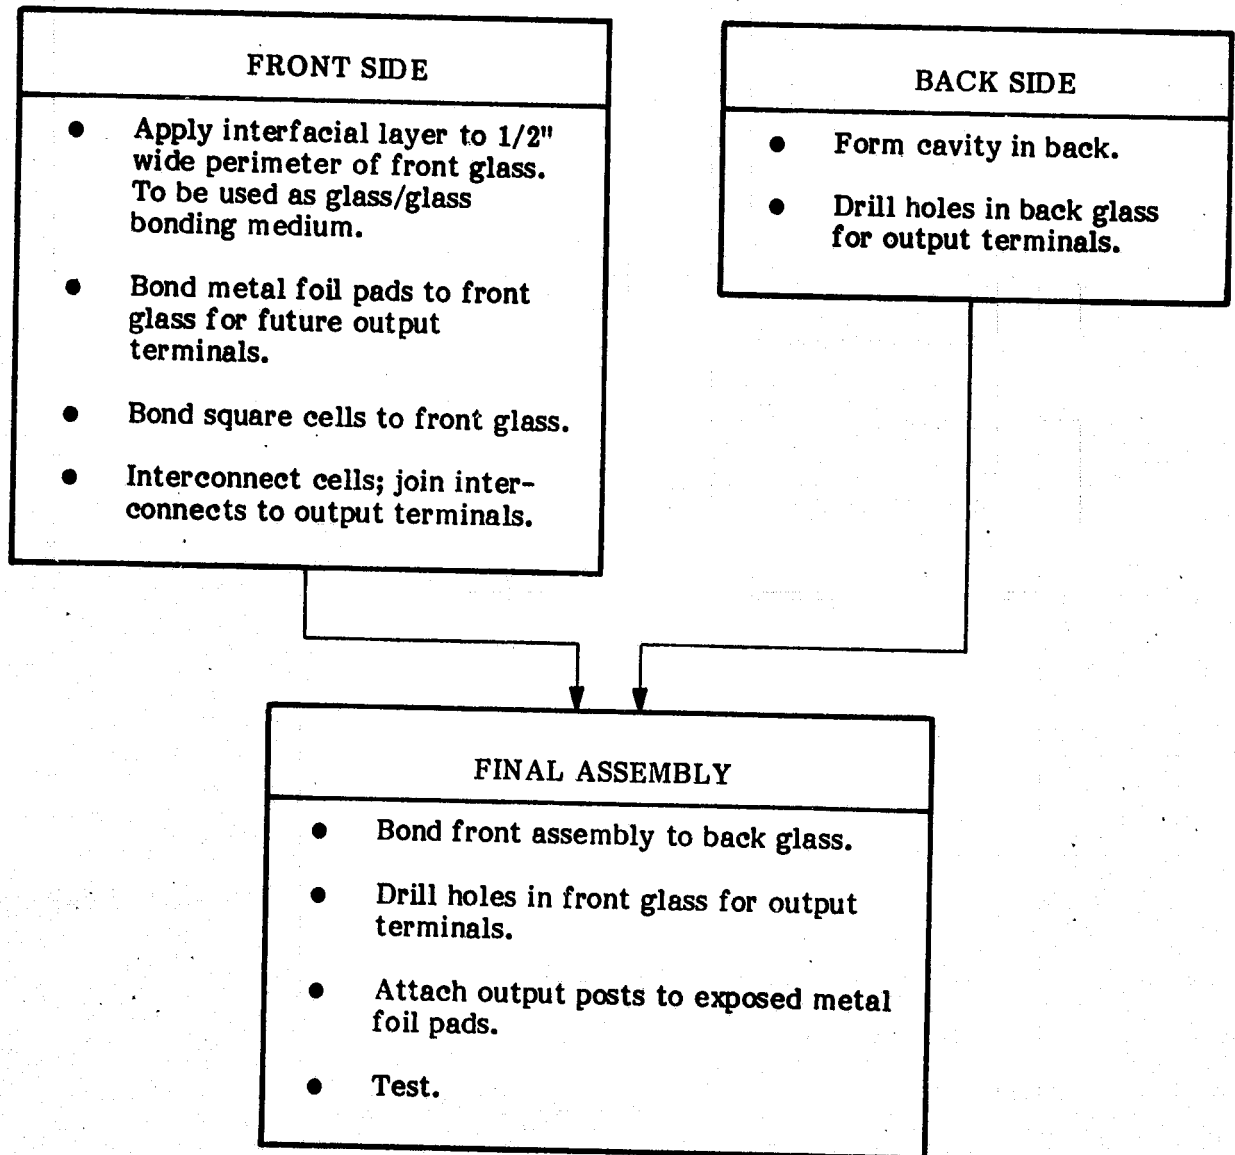 FRONT SIDE
● Apply interfacial layer to 1/2"
wide perimeter of front glass.
To be used as glass/glass
bonding medium.
● Bond metal foil pads to front
glass for future output
terminals.
● Bond square cells to front glass.
● Interconnect cells; join inter-
connects to output terminals.
BACK SIDE
● Form cavity in back.
● Drill holes in back glass
for output terminals.
FINAL ASSEMBLY
● Bond front assembly to back glass.
● Drill holes in front glass for output
terminals.
● Attach output posts to exposed metal
foil pads.
● Test.